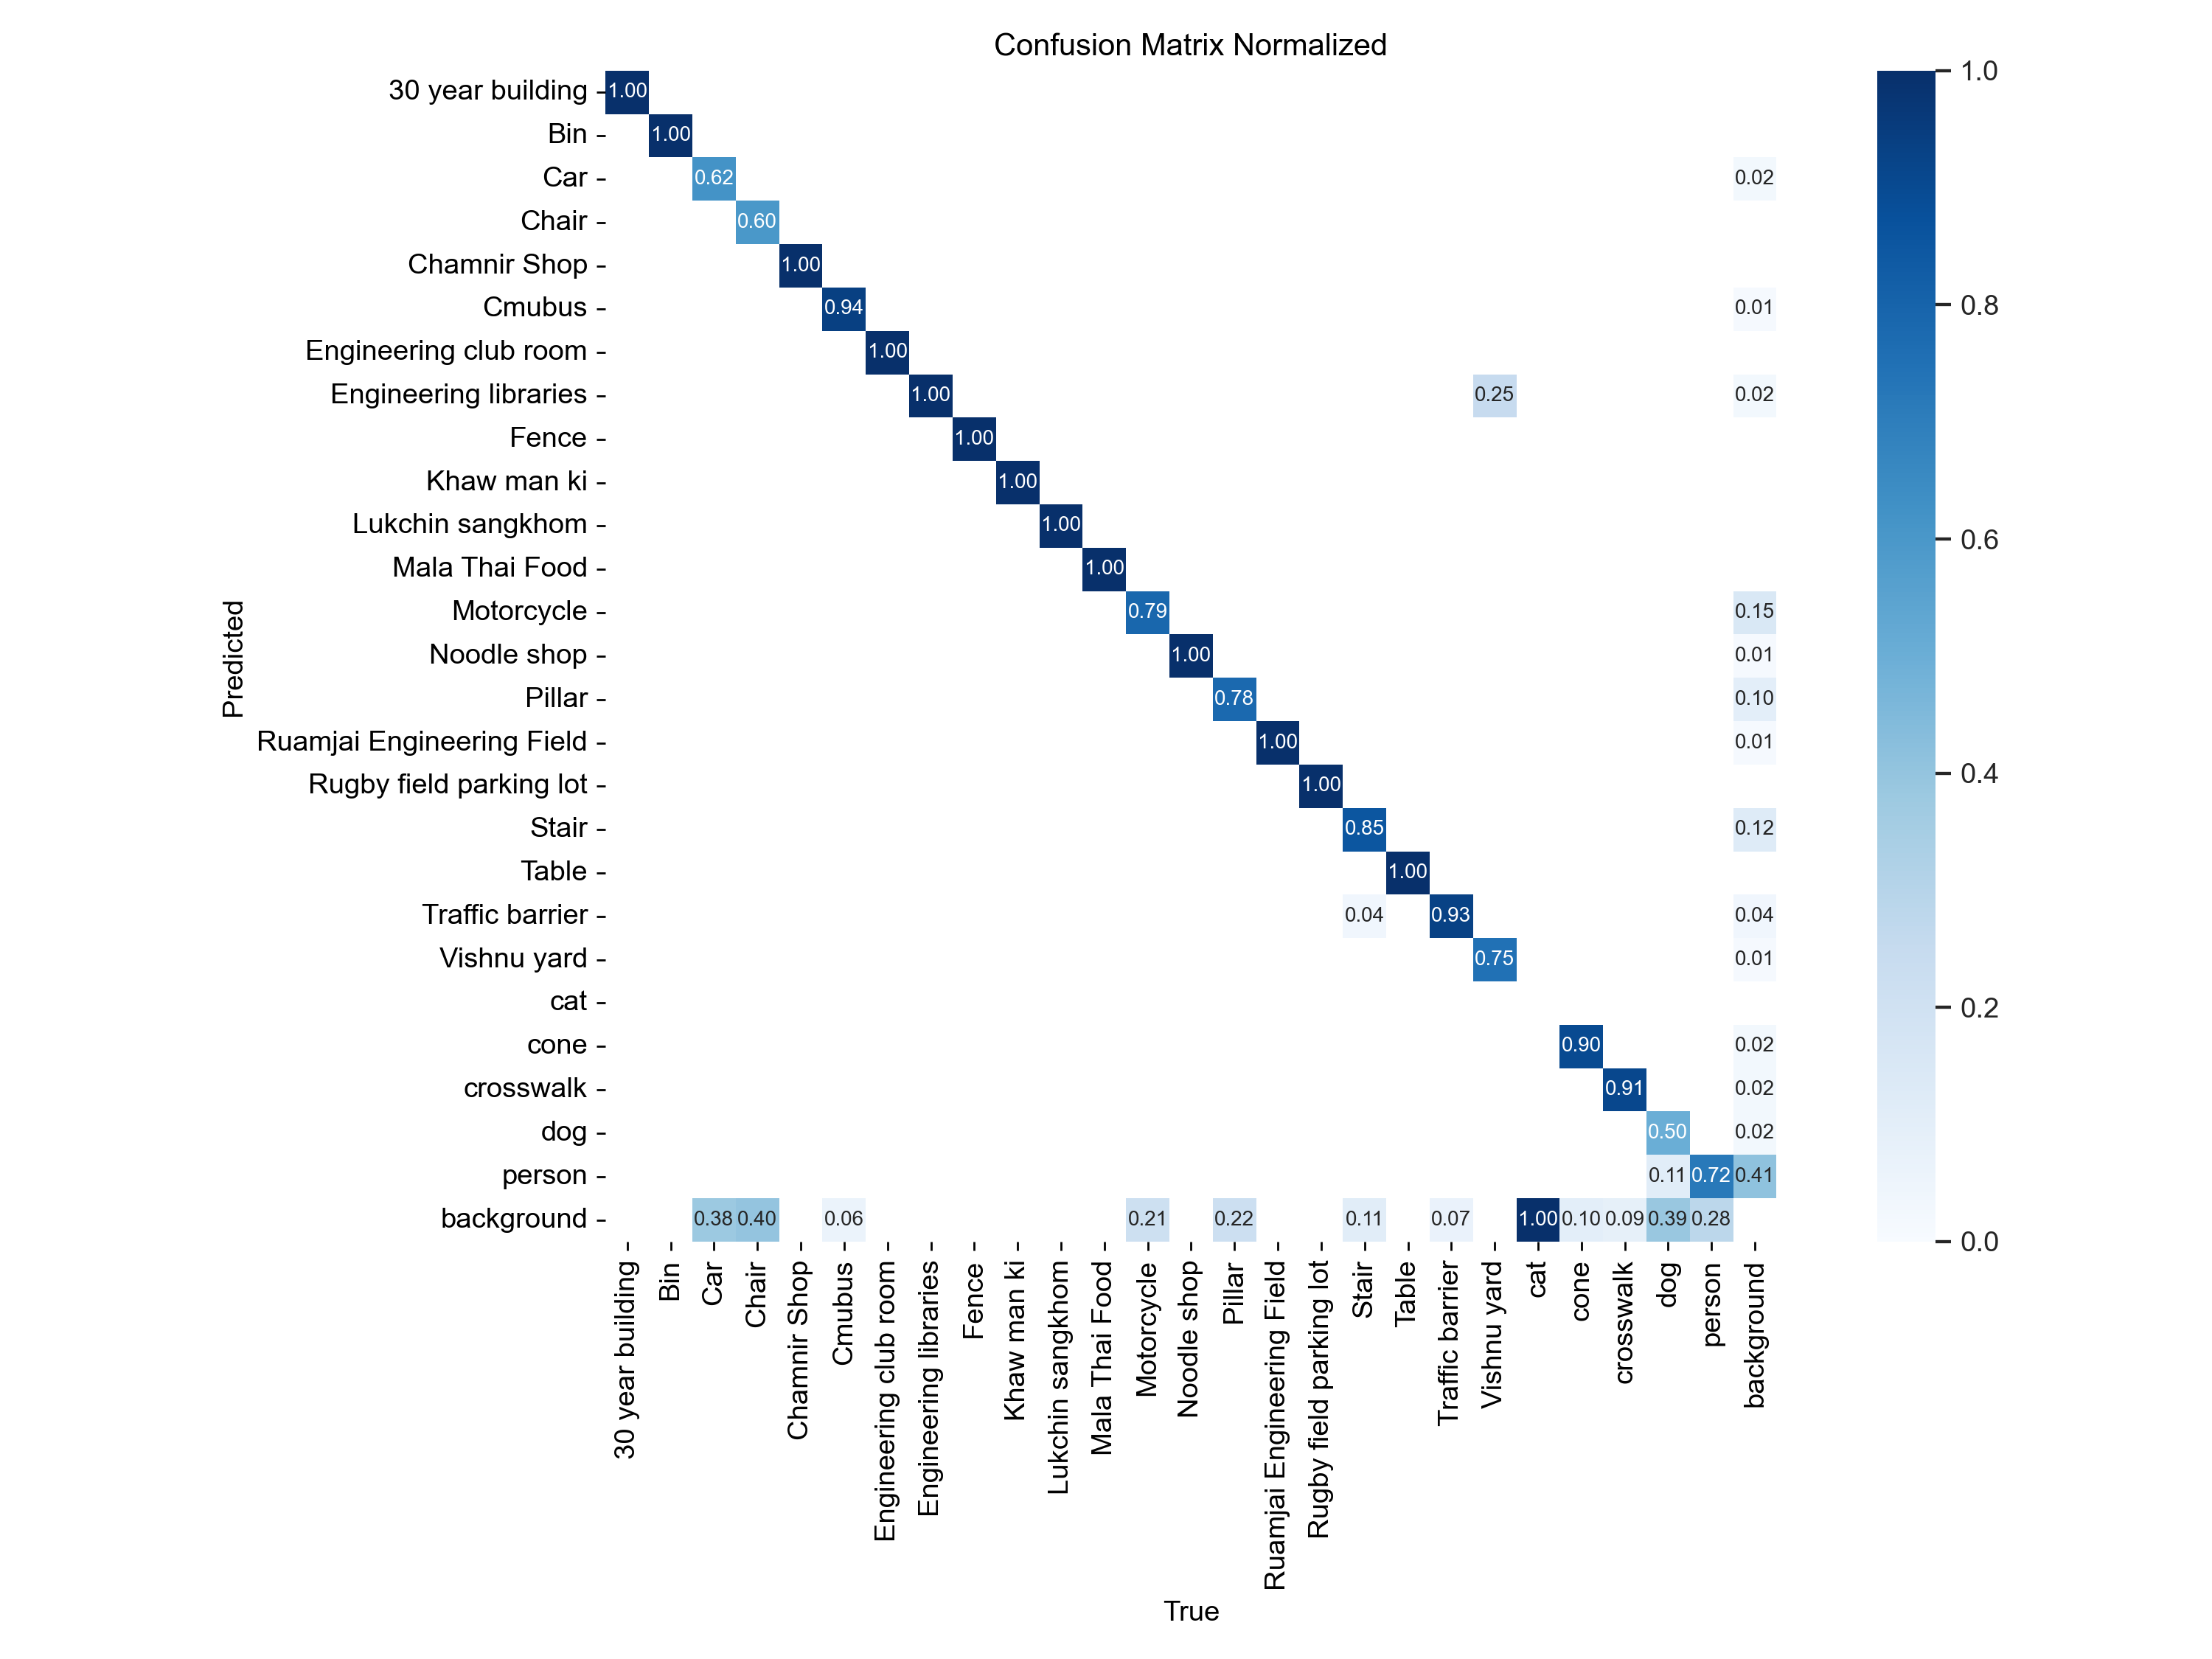 Confusion Matrix Normalized
30 year building
1.00
1.0
Bin
1.00
Car
0.62
0.02
Chair
0.60
Chamnir Shop
1.00
Cmubus
0.94
0.01
0.8
Engineering club room
1.00
Engineering libraries
1.00
0.25
0.02
Fence
1.00
Khaw man ki
1.00
Lukchin sangkhom
1.00
0.6
Mala Thai Food
1.00
Motorcycle
0.79
0.15
Noodle shop
1.00
0.01
Predicted
Pillar
0.78
0.10
Ruamjai Engineering Field
1.00
0.01
Rugby field parking lot
1.00
0.4
Stair
0.85
0.12
Table
1.00
Traffic barrier
0.04
0.93
0.04
Vishnu yard
0.75
0.01
cat
0.2
cone
0.90
0.02
crosswalk
0.91
0.02
dog
0.50
0.02
person
0.11
0.72
0.41
background
0.38
0.40
0.06
0.21
0.22
0.11
0.07
1.00
0.10
0.09
0.39
0.28
0.0
30 year building
Bin
Car
Chair
Chamnir Shop
Cmubus
Engineering club room
Engineering libraries
Fence
Khaw man ki
Lukchin sangkhom
Mala Thai Food
Motorcycle
Noodle shop
Pillar
Ruamjai Engineering Field
Rugby field parking lot
Stair
Table
Traffic barrier
Vishnu yard
cat
cone
crosswalk
dog
person
background
True